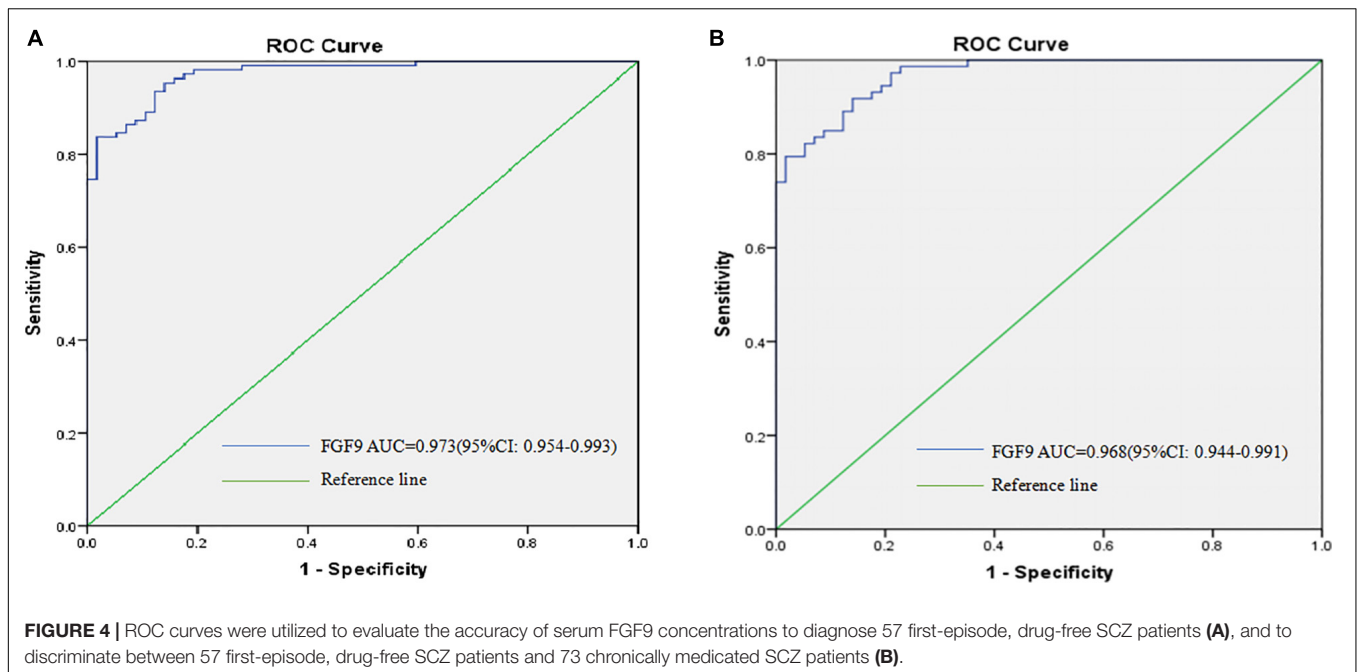 A
ROC Curve
1.0
0.8
0.6
0.4
0.2
0.0
Sensitivity
FGF9 AUC=0.973(95%CI: 0.954-0.993)
Reference line
0.0 0.2 0.4 0.6 0.8 1.0
1 - Specificity
B
ROC Curve
1.0
0.8
0.6
0.4
0.2
0.0
Sensitivity
FGF9 AUC=0.968(95%CI: 0.944-0.991)
Reference line
0.0 0.2 0.4 0.6 0.8 1.0
1 - Specificity
FIGURE 4 | ROC curves were utilized to evaluate the accuracy of serum FGF9 concentrations to diagnose 57 first-episode, drug-free SCZ patients (A), and to
discriminate between 57 first-episode, drug-free SCZ patients and 73 chronically medicated SCZ patients (B).